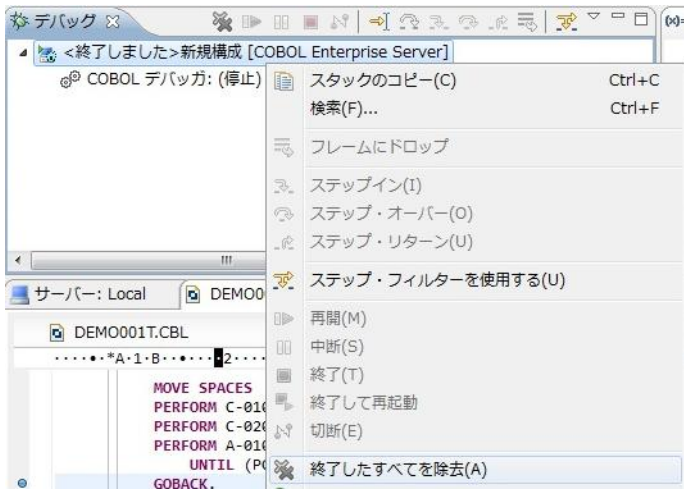 デバッグ
(x)=
<終了しました>新規構成 [COBOL Enterprise Server]
COBOL デバッガ: (停止)
スタックのコピー(C) Ctrl+C
検索(F)... Ctrl+F
フレームにドロップ
ステップイン(I)
ステップ・オーバー(O)
ステップ・リターン(U)
ステップ・フィルターを使用する(U)
再開(M)
中断(S)
終了(T)
終了して再起動
切断(E)
終了したすべてを除去(A)
サーバー: Local DEMO0
DEMO001T.CBL
····•·*A·1·B··•····2····
MOVE SPACES
PERFORM C-010
PERFORM C-020
PERFORM A-010
UNTIL (PO
GOBACK.